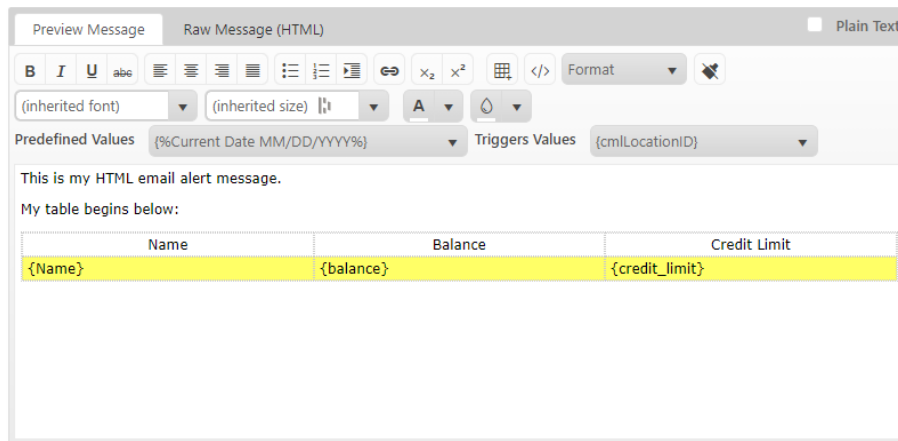 Preview Message Raw Message (HTML) Plain Text
B I U abc x₂ x² </> Format
(inherited font) (inherited size) A
Predefined Values {%Current Date MM/DD/YYYY%} Triggers Values {cmlLocationID}
This is my HTML email alert message.
My table begins below:
Name Balance Credit Limit
{Name} {balance} {credit_limit}